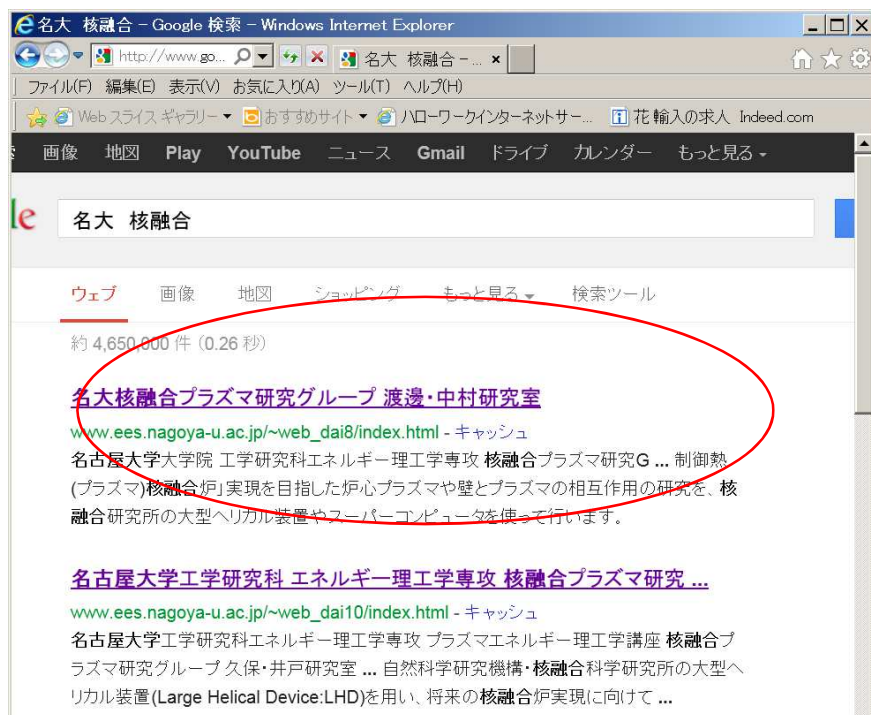 名大 核融合 - Google 検索 - Windows Internet Explorer
http://www.go... 名大 核融合 - ...
ファイル(F) 編集(E) 表示(V) お気に入り(A) ツール(T) ヘルプ(H)
Web スライス ギャラリー おすすめサイト ハローワークインターネットサー... 花 輸入の求人 Indeed.com
画像 地図 Play YouTube ニュース Gmail ドライブ カレンダー もっと見る
le 名大 核融合
ウェブ 画像 地図 ショッピング もっと見る 検索ツール
約 4,650,000 件 (0.26 秒)
名大核融合プラズマ研究グループ 渡邊・中村研究室
www.ees.nagoya-u.ac.jp/~web_dai8/index.html - キャッシュ
名古屋大学大学院 工学研究科エネルギー理工学専攻 核融合プラズマ研究G ... 制御熱
(プラズマ)核融合炉」実現を目指した炉心プラズマや壁とプラズマの相互作用の研究を、核
融合研究所の大型ヘリカル装置やスーパーコンピュータを使って行います。
名古屋大学工学研究科 エネルギー理工学専攻 核融合プラズマ研究 ...
www.ees.nagoya-u.ac.jp/~web_dai10/index.html - キャッシュ
名古屋大学工学研究科エネルギー理工学専攻 プラズマエネルギー理工学講座 核融合プ
ラズマ研究グループ 久保・井戸研究室 ... 自然科学研究機構・核融合科学研究所の大型ヘ
リカル装置(Large Helical Device:LHD)を用い、将来の核融合炉実現に向けて ...